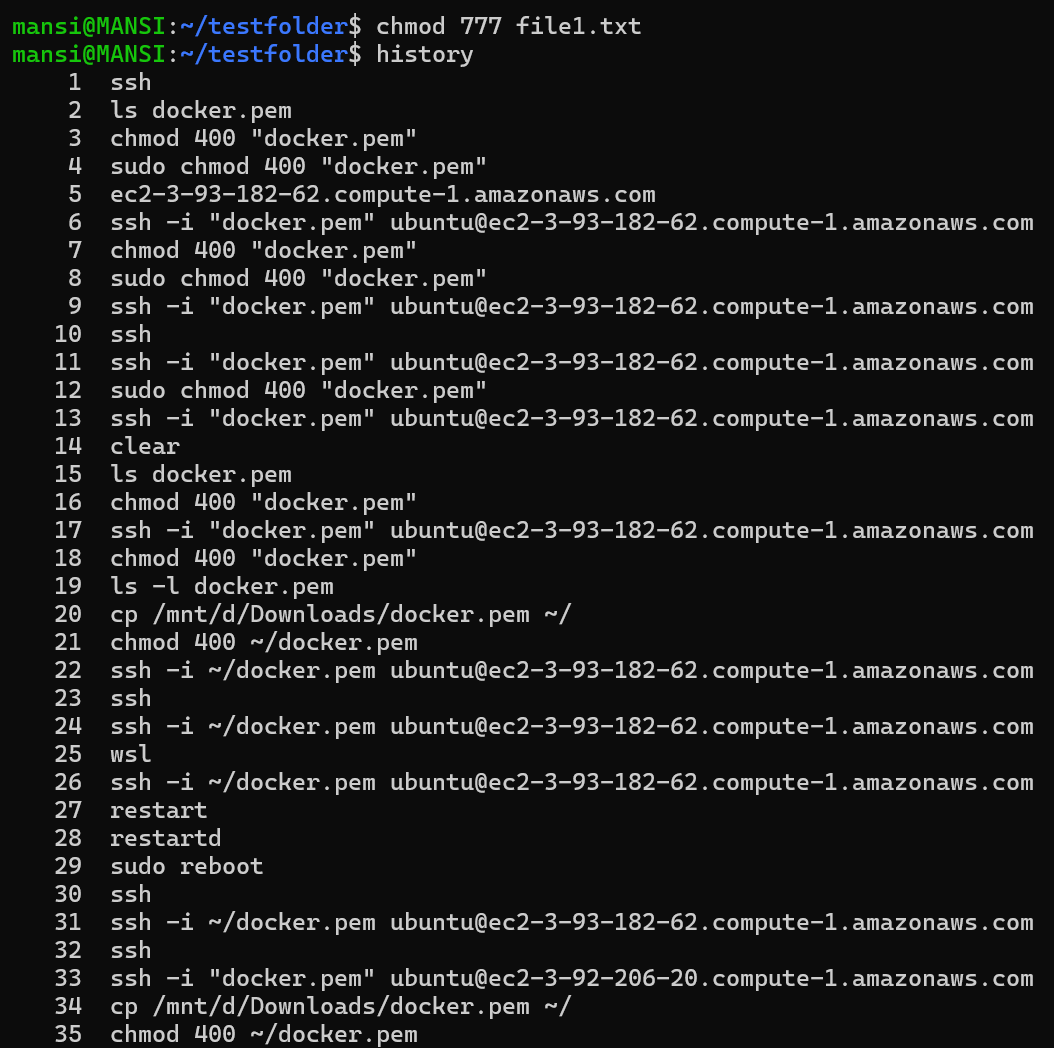 mansi@MANSI:~/testfolder$ chmod 777 file1.txt
mansi@MANSI:~/testfolder$ history
1 ssh
2 ls docker.pem
3 chmod 400 "docker.pem"
4 sudo chmod 400 "docker.pem"
5 ec2-3-93-182-62.compute-1.amazonaws.com
6 ssh -i "docker.pem" ubuntu@ec2-3-93-182-62.compute-1.amazonaws.com
7 chmod 400 "docker.pem"
8 sudo chmod 400 "docker.pem"
9 ssh -i "docker.pem" ubuntu@ec2-3-93-182-62.compute-1.amazonaws.com
10 ssh
11 ssh -i "docker.pem" ubuntu@ec2-3-93-182-62.compute-1.amazonaws.com
12 sudo chmod 400 "docker.pem"
13 ssh -i "docker.pem" ubuntu@ec2-3-93-182-62.compute-1.amazonaws.com
14 clear
15 ls docker.pem
16 chmod 400 "docker.pem"
17 ssh -i "docker.pem" ubuntu@ec2-3-93-182-62.compute-1.amazonaws.com
18 chmod 400 "docker.pem"
19 ls -l docker.pem
20 cp /mnt/d/Downloads/docker.pem ~/
21 chmod 400 ~/docker.pem
22 ssh -i ~/docker.pem ubuntu@ec2-3-93-182-62.compute-1.amazonaws.com
23 ssh
24 ssh -i ~/docker.pem ubuntu@ec2-3-93-182-62.compute-1.amazonaws.com
25 wsl
26 ssh -i ~/docker.pem ubuntu@ec2-3-93-182-62.compute-1.amazonaws.com
27 restart
28 restartd
29 sudo reboot
30 ssh
31 ssh -i ~/docker.pem ubuntu@ec2-3-93-182-62.compute-1.amazonaws.com
32 ssh
33 ssh -i "docker.pem" ubuntu@ec2-3-92-206-20.compute-1.amazonaws.com
34 cp /mnt/d/Downloads/docker.pem ~/
35 chmod 400 ~/docker.pem